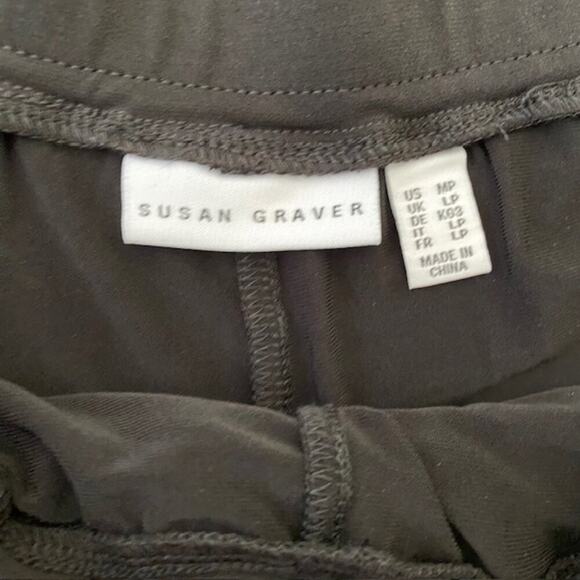 SUSAN GRAVER
US MP
UK LP
DE K03
IT LP
FR LP
MADE IN
CHINA